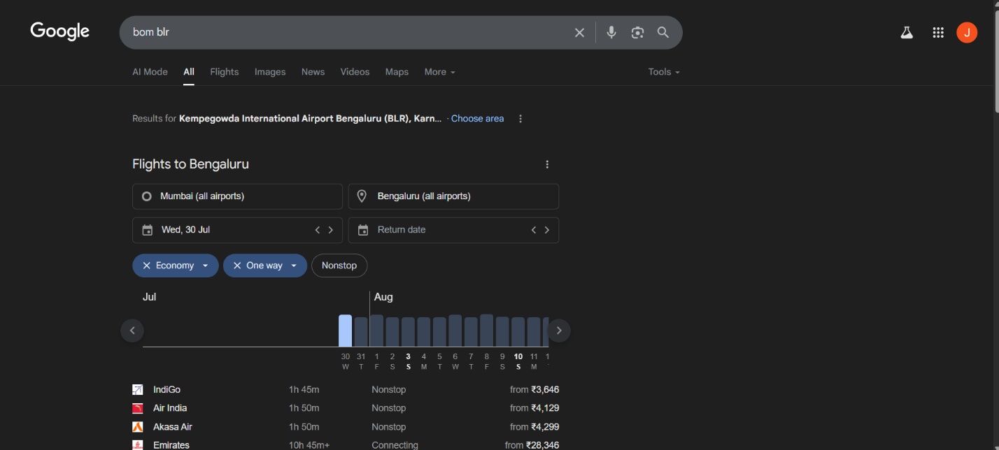 Google
bom blr
J
AI Mode All Flights Images News Videos Maps More Tools
Results for Kempegowda International Airport Bengaluru (BLR), Karn... · Choose area
Flights to Bengaluru
Mumbai (all airports) Bengaluru (all airports)
Wed, 30 Jul Return date
Economy One way Nonstop
Jul Aug
30 31 1 2 3 4 5 6 7 8 9 10 11
W T F S S M T W T F S S M
IndiGo 1h 45m Nonstop from ₹3,646
Air India 1h 50m Nonstop from ₹4,129
Akasa Air 1h 50m Nonstop from ₹4,299
Emirates 10h 45m+ Connecting from ₹28,346